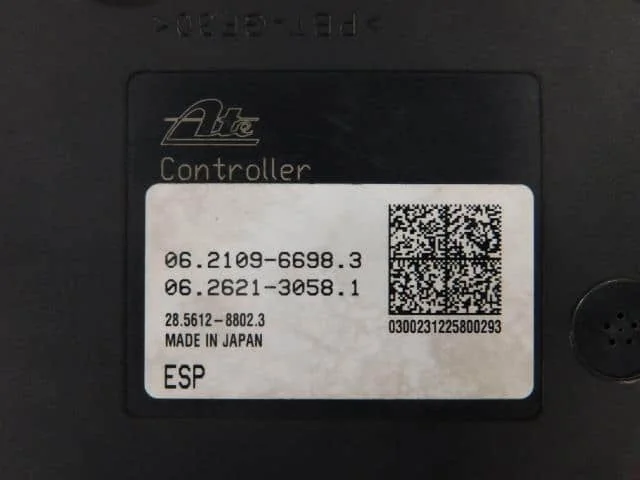 >PBT-GF30<
Ate
Controller
06.2109-6698.3
06.2621-3058.1
28.5612-8802.3
MADE IN JAPAN
ESP
0300231225800293